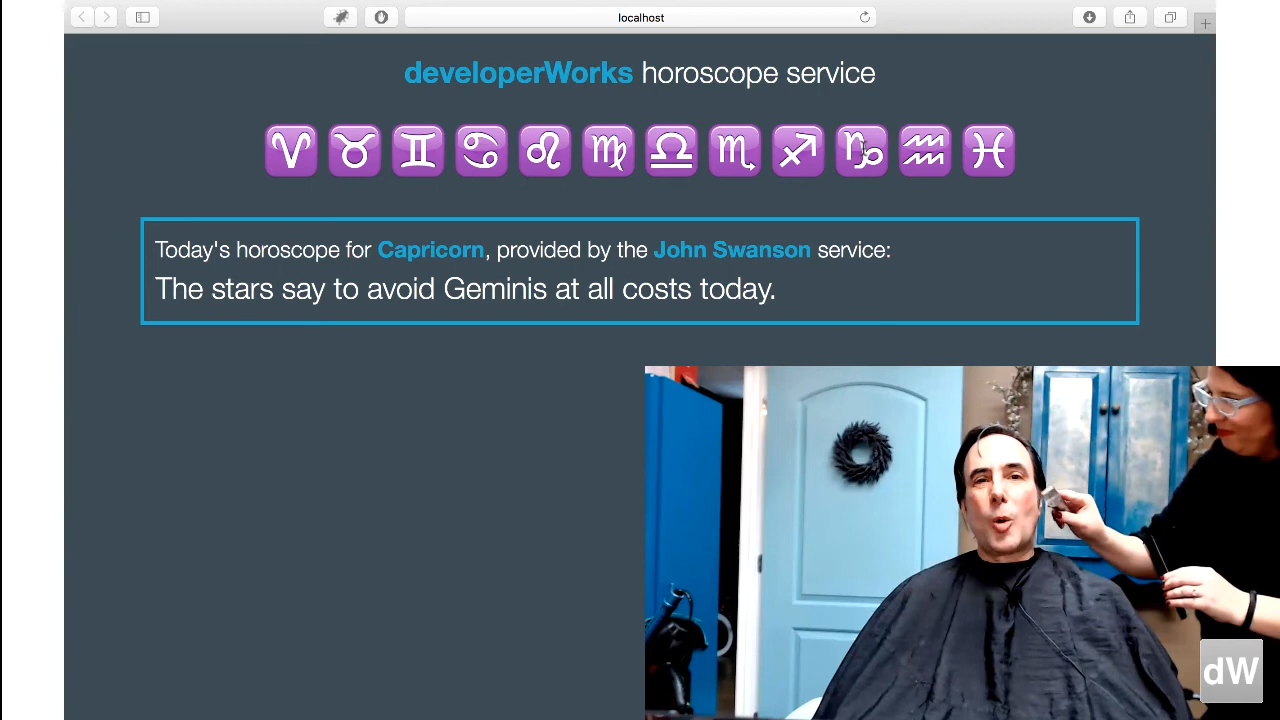 localhost
developerWorks horoscope service
♈ ♉ ♊ ♋ ♌ ♍ ♎ ♏ ♐ ♑ ♒ ♓
Today's horoscope for Capricorn, provided by the John Swanson service:
The stars say to avoid Geminis at all costs today.
dW